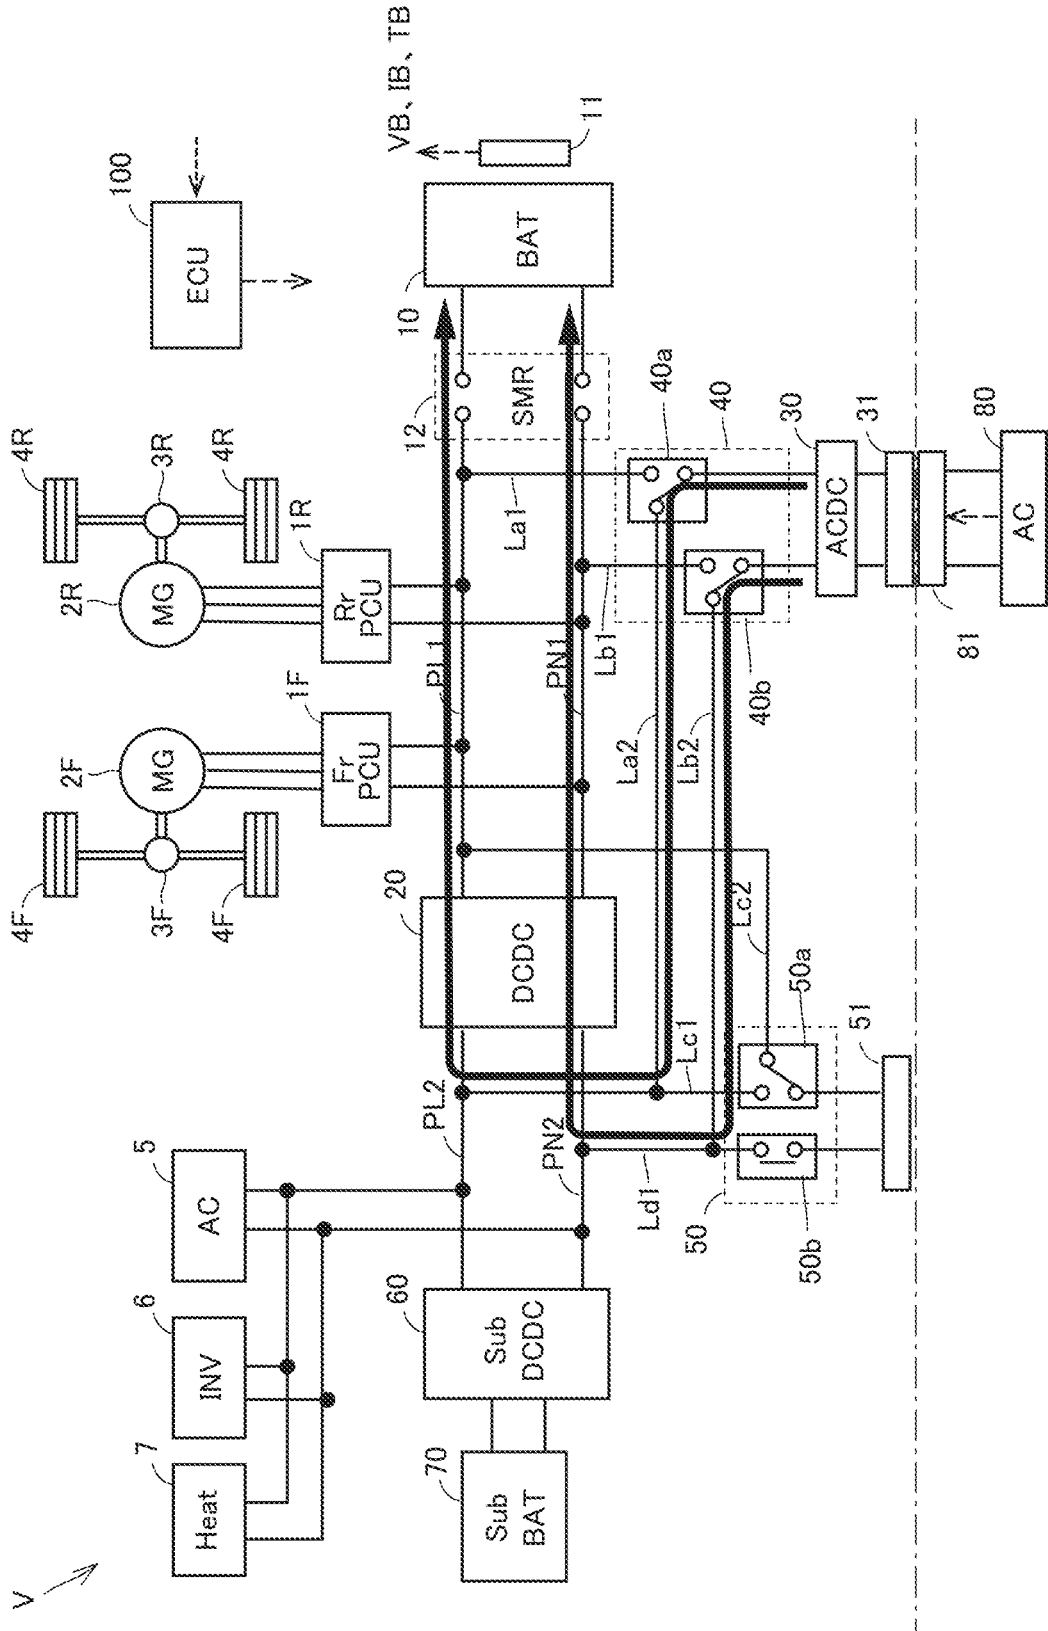 V
7
Heat
6
INV
5
AC
70
Sub
BAT
60
Sub
DCDC
PL2
PN2
Ld1
50
50b
50a
51
Lc1
Lc2
20
DCDC
4F
3F
4F
2F
MG
1F
Fr
PCU
2R
MG
4R
3R
4R
1R
Rr
PCU
PL1
PN1
La1
Lb1
La2
Lb2
40b
40a
40
30
ACDC
31
81
80
AC
12
SMR
10
BAT
11
VB、IB、TB
100
ECU